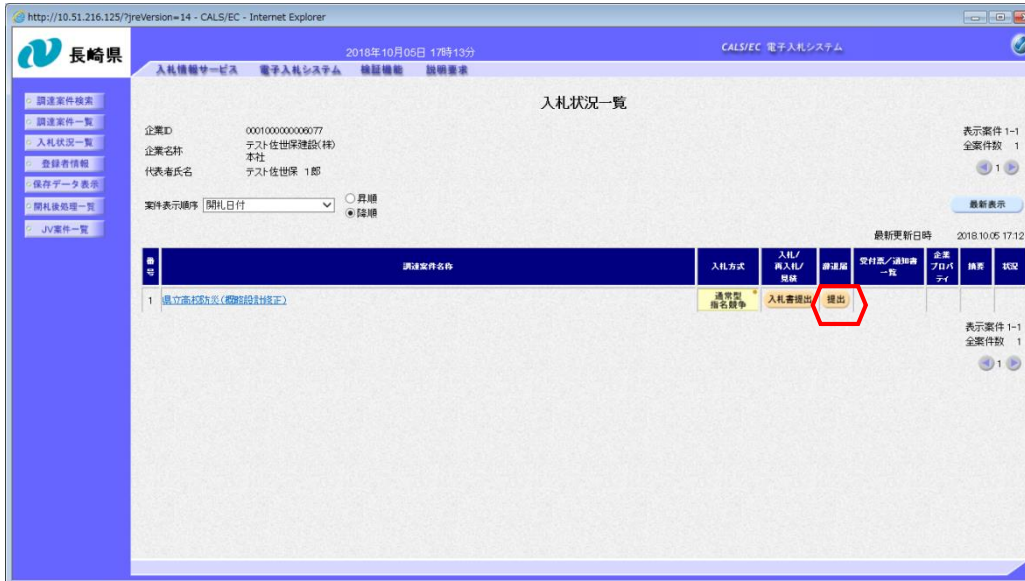 http://10.51.216.125/?jreVersion=14 - CALS/EC - Internet Explorer
長崎県
2018年10月05日 17時13分
CALS/EC 電子入札システム
入札情報サービス 電子入札システム 検証機能 説明要求
調達案件検索
調達案件一覧
入札状況一覧
登録者情報
保存データ表示
開札後処理一覧
JV案件一覧
入札状況一覧
企業ID 0001000000006077
企業名称 テスト佐世保建設(株) 本社
代表者氏名 テスト佐世保 1郎
表示案件 1-1
全案件数 1
1
案件表示順序 開札日付
昇順
降順
最新表示
最新更新日時 2018.10.05 17:12
番号 調達案件名称 入札方式 入札/再入札/見積 辞退届 受付票/通知書一覧 企業プロパティ 摘要 状況
1 通常型指名競争 入札書提出 提出
表示案件 1-1
全案件数 1
1